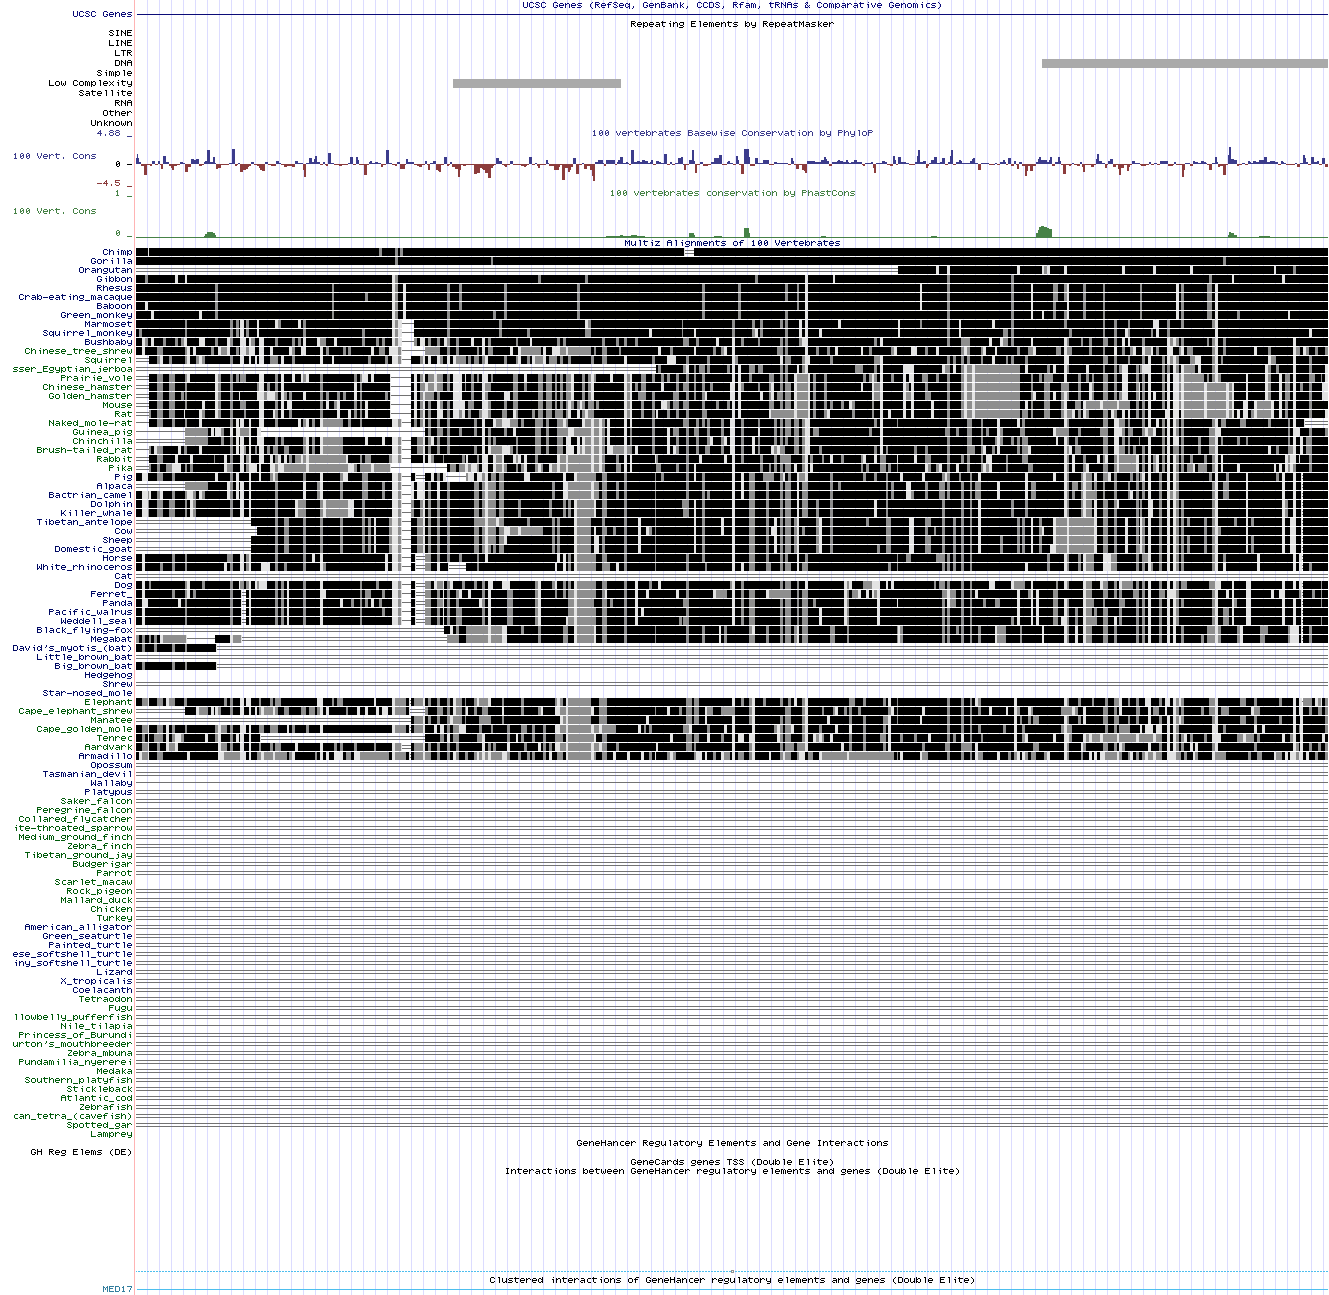 UCSC Genes (RefSeq, GenBank, CCDS, Rfam, tRNAs & Comparative Genomics)
UCSC Genes
Repeating Elements by RepeatMasker
SINE
LINE
LTR
DNA
Simple
Low Complexity
Satellite
RNA
Other
Unknown
4.88 _
100 vertebrates Basewise Conservation by PhyloP
100 Vert. Cons
0 -
-4.5 _
1 _
100 vertebrates conservation by PhastCons
100 Vert. Cons
0 _
Multiz Alignments of 100 Vertebrates
Chimp
Gorilla
Orangutan
Gibbon
Rhesus
Crab-eating_macaque
Baboon
Green_monkey
Marmoset
Squirrel_monkey
Bushbaby
Chinese_tree_shrew
Squirrel
sser_Egyptian_jerboa
Prairie_vole
Chinese_hamster
Golden_hamster
Mouse
Rat
Naked_mole-rat
Guinea_pig
Chinchilla
Brush-tailed_rat
Rabbit
Pika
Pig
Alpaca
Bactrian_camel
Dolphin
Killer_whale
Tibetan_antelope
Cow
Sheep
Domestic_goat
Horse
White_rhinoceros
Cat
Dog
Ferret_
Panda
Pacific_walrus
Weddell_seal
Black_flying-fox
Megabat
David's_myotis_(bat)
Little_brown_bat
Big_brown_bat
Hedgehog
Shrew
Star-nosed_mole
Elephant
Cape_elephant_shrew
Manatee
Cape_golden_mole
Tenrec
Aardvark
Armadillo
Opossum
Tasmanian_devil
Wallaby
Platypus
Saker_falcon
Peregrine_falcon
Collared_flycatcher
ite-throated_sparrow
Medium_ground_finch
Zebra_finch
Tibetan_ground_jay
Budgerigar
Parrot
Scarlet_macaw
Rock_pigeon
Mallard_duck
Chicken
Turkey
American_alligator
Green_seaturtle
Painted_turtle
ese_softshell_turtle
iny_softshell_turtle
Lizard
X_tropicalis
Coelacanth
Tetraodon
Fugu
llowbelly_pufferfish
Nile_tilapia
Princess_of_Burundi
urton's_mouthbreeder
Zebra_mbuna
Pundamilia_nyererei
Medaka
Southern_platyfish
Stickleback
Atlantic_cod
Zebrafish
can_tetra_(cavefish)
Spotted_gar
Lamprey
GeneHancer Regulatory Elements and Gene Interactions
GH Reg Elems (DE)
GeneCards genes TSS (Double Elite)
Interactions between GeneHancer regulatory elements and genes (Double Elite)
Clustered interactions of GeneHancer regulatory elements and genes (Double Elite)
MED17